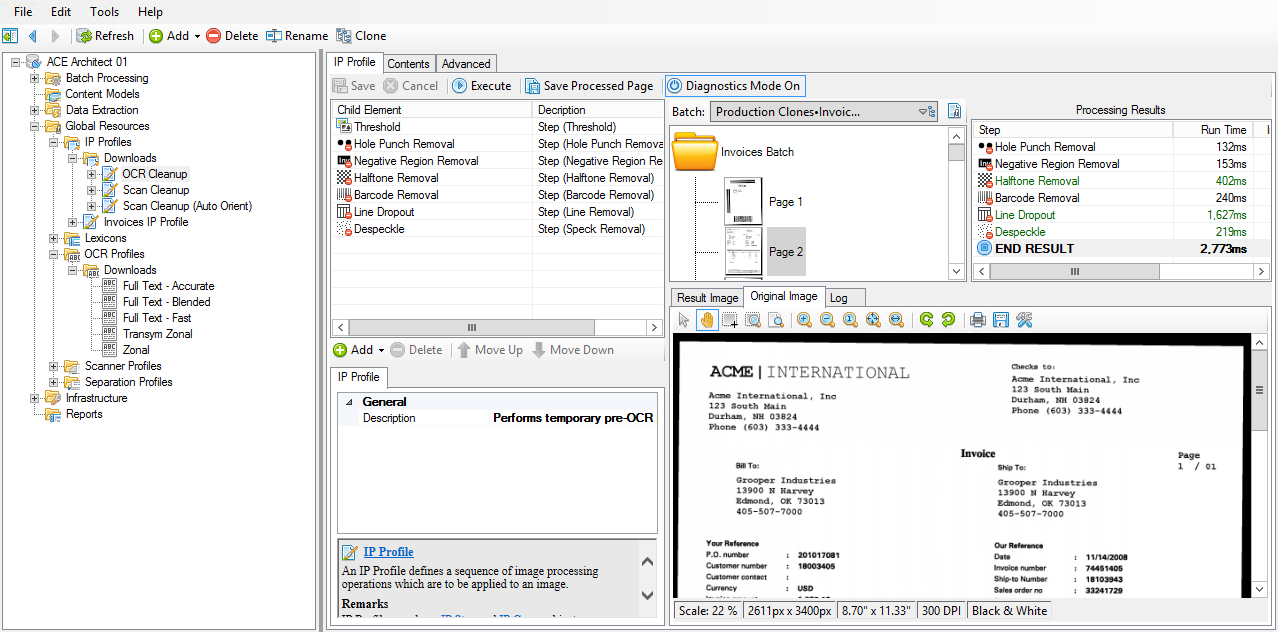 File Edit Tools Help
Refresh Add Delete Rename Clone
ACE Architect 01
Batch Processing
Content Models
Data Extraction
Global Resources
IP Profiles
Downloads
OCR Cleanup
Scan Cleanup
Scan Cleanup (Auto Orient)
Invoices IP Profile
Lexicons
OCR Profiles
Downloads
Full Text - Accurate
Full Text - Blended
Full Text - Fast
Transym Zonal
Zonal
Scanner Profiles
Separation Profiles
Infrastructure
Reports
IP Profile Contents Advanced
Save Cancel Execute Save Processed Page Diagnostics Mode On
Child Element Decription
Threshold Step (Threshold)
Hole Punch Removal Step (Hole Punch Remova
Negative Region Removal Step (Negative Region Re
Halftone Removal Step (Halftone Removal)
Barcode Removal Step (Barcode Removal)
Line Dropout Step (Line Removal)
Despeckle Step (Speck Removal)
Add Delete Move Up Move Down
IP Profile
General
Description Performs temporary pre-OCR
IP Profile
An IP Profile defines a sequence of image processing
operations which are to be applied to an image.
Remarks
Batch: Production Clones•Invoic...
Invoices Batch
Page 1
Page 2
Processing Results
Step Run Time
Hole Punch Removal 132ms
Negative Region Removal 153ms
Halftone Removal 402ms
Barcode Removal 240ms
Line Dropout 1,627ms
Despeckle 219ms
END RESULT 2,773ms
Result Image Original Image Log
ACME | INTERNATIONAL
Acme International, Inc
123 South Main
Durham, NH 03824
Phone (603) 333-4444
Checks to:
Acme International, Inc
123 South Main
Durham, NH 03824
Phone (603) 333-4444
Invoice
Page
1 / 01
Bill To:
Grooper Industries
13900 N Harvey
Edmond, OK 73013
405-507-7000
Ship To:
Grooper Industries
13900 N Harvey
Edmond, OK 73013
405-507-7000
Your Reference
P.O. number : 201017081
Customer number : 18003405
Customer contact :
Currency : USD
Our Reference
Date : 11/14/2008
Invoice number : 74451405
Ship-to Number : 18103943
Sales order no : 33241729
Scale: 22 % 2611px x 3400px 8.70" x 11.33" 300 DPI Black & White